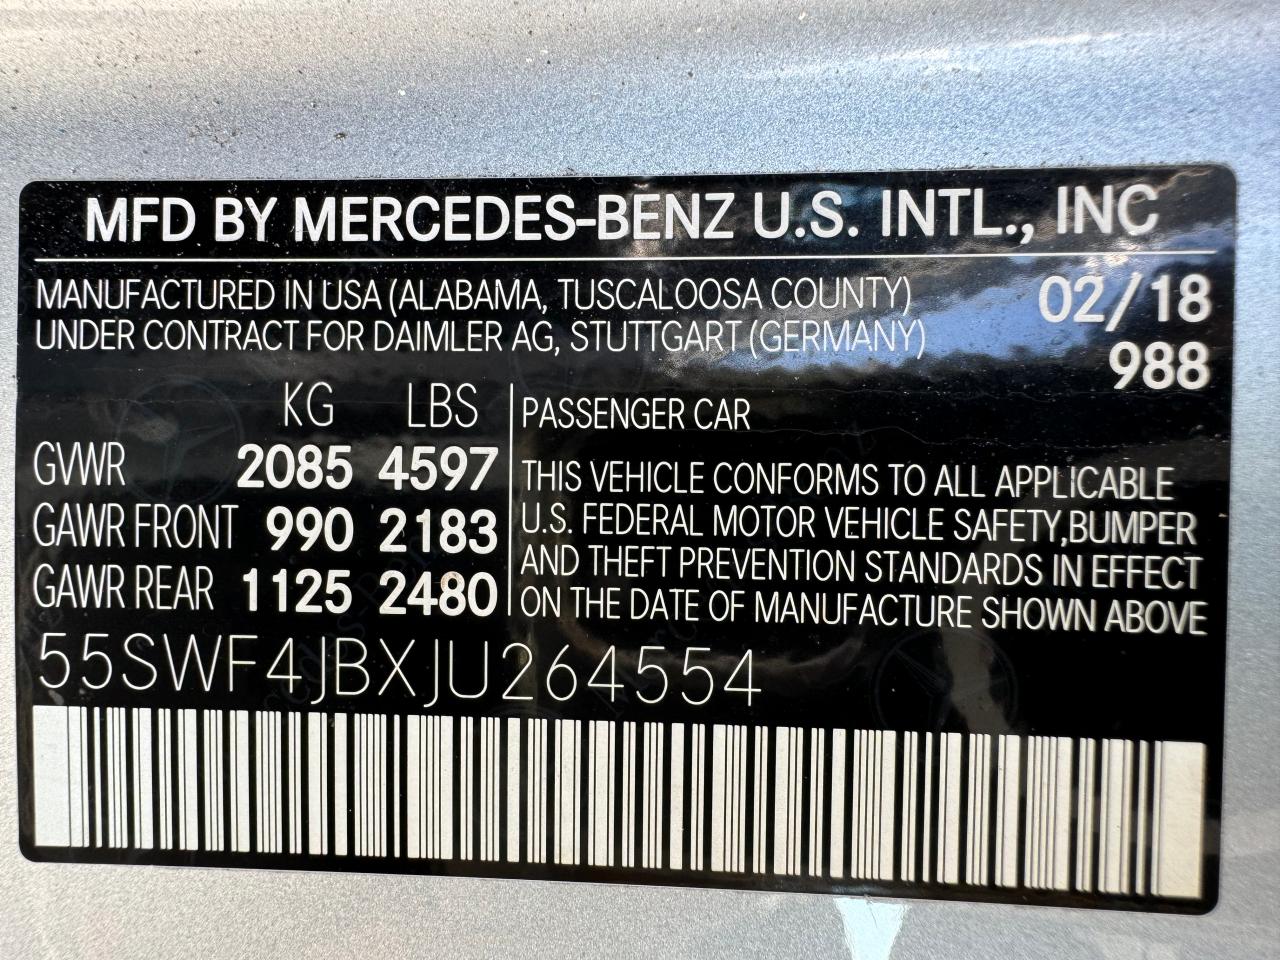 MFD BY MERCEDES-BENZ U.S. INTL., INC
MANUFACTURED IN USA (ALABAMA, TUSCALOOSA COUNTY) 02/18
UNDER CONTRACT FOR DAIMLER AG, STUTTGART (GERMANY)
988
KG LBS
GVWR 2085 4597
GAWR FRONT 990 2183
GAWR REAR 1125 2480
PASSENGER CAR
THIS VEHICLE CONFORMS TO ALL APPLICABLE
U.S. FEDERAL MOTOR VEHICLE SAFETY,BUMPER
AND THEFT PREVENTION STANDARDS IN EFFECT
ON THE DATE OF MANUFACTURE SHOWN ABOVE
55SWF4JBXJU264554